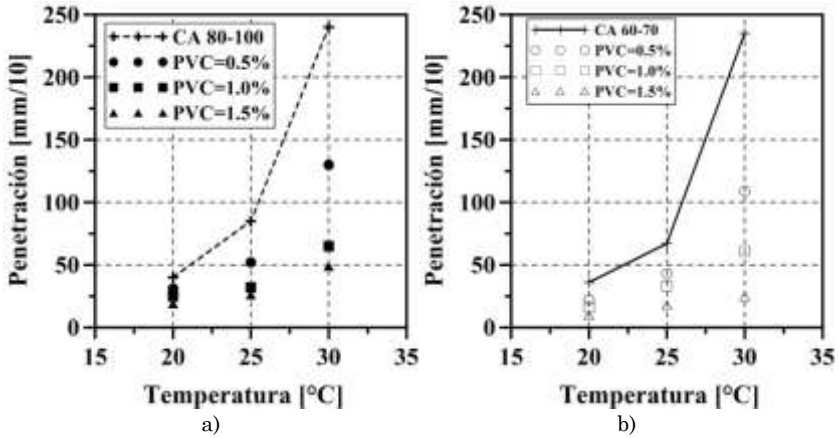 Penetración [mm/10]
250
200
150
100
50
0
CA 80-100
PVC=0.5%
PVC=1.0%
PVC=1.5%
15 20 25 30 35
Temperatura [°C]
a)
Penetración [mm/10]
250
200
150
100
50
0
CA 60-70
PVC=0.5%
PVC=1.0%
PVC=1.5%
15 20 25 30 35
Temperatura [°C]
b)